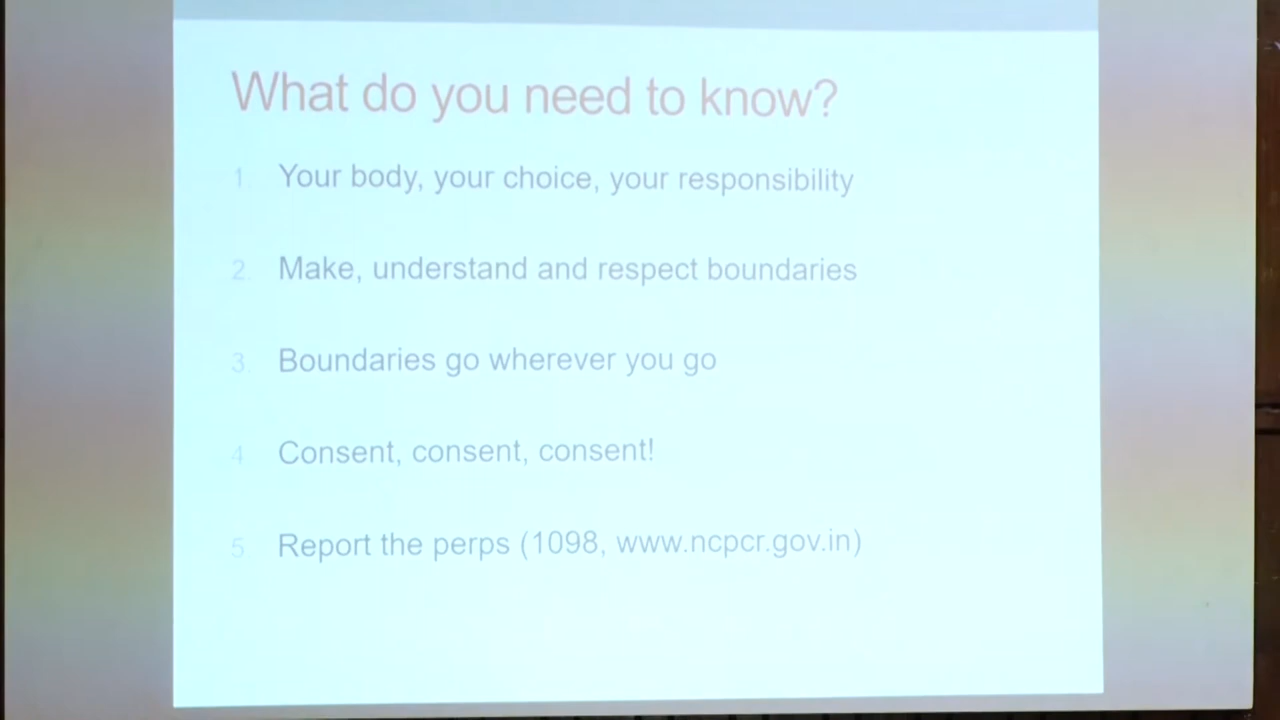 What do you need to know?
1. Your body, your choice, your responsibility
2. Make, understand and respect boundaries
3. Boundaries go wherever you go
4. Consent, consent, consent!
5. Report the perps (1098, www.ncpcr.gov.in)